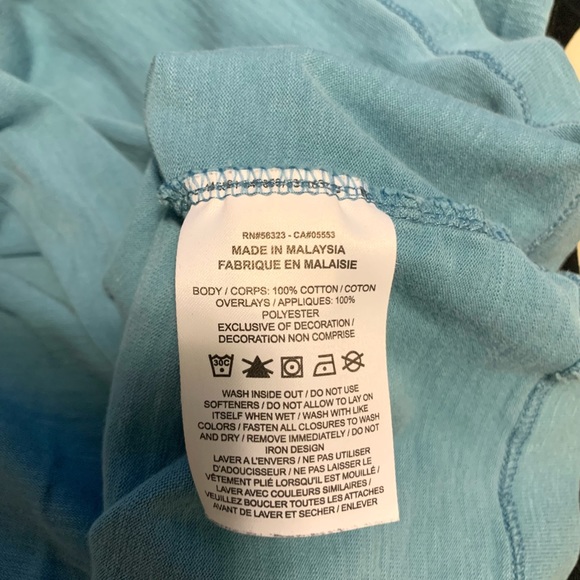 RN#56323 - CA#05553
MADE IN MALAYSIA
FABRIQUE EN MALAISIE
BODY / CORPS: 100% COTTON / COTON
OVERLAYS / APPLIQUES: 100%
POLYESTER
EXCLUSIVE OF DECORATION /
DECORATION NON COMPRISE
30C
WASH INSIDE OUT / DO NOT USE
SOFTENERS / DO NOT ALLOW TO LAY ON
ITSELF WHEN WET / WASH WITH LIKE
COLORS / FASTEN ALL CLOSURES TO WASH
AND DRY / REMOVE IMMEDIATELY / DO NOT
IRON DESIGN
LAVER A L'ENVERS / NE PAS UTILISER
D'ADOUCISSEUR / NE PAS LAISSER LE
VÊTEMENT PLIÉ LORSQU'IL EST MOUILLÉ /
LAVER AVEC COULEURS SIMILAIRES /
VEUILLEZ BOUCLER TOUTES LES ATTACHES
AVANT DE LAVER ET SECHER / ENLEVER